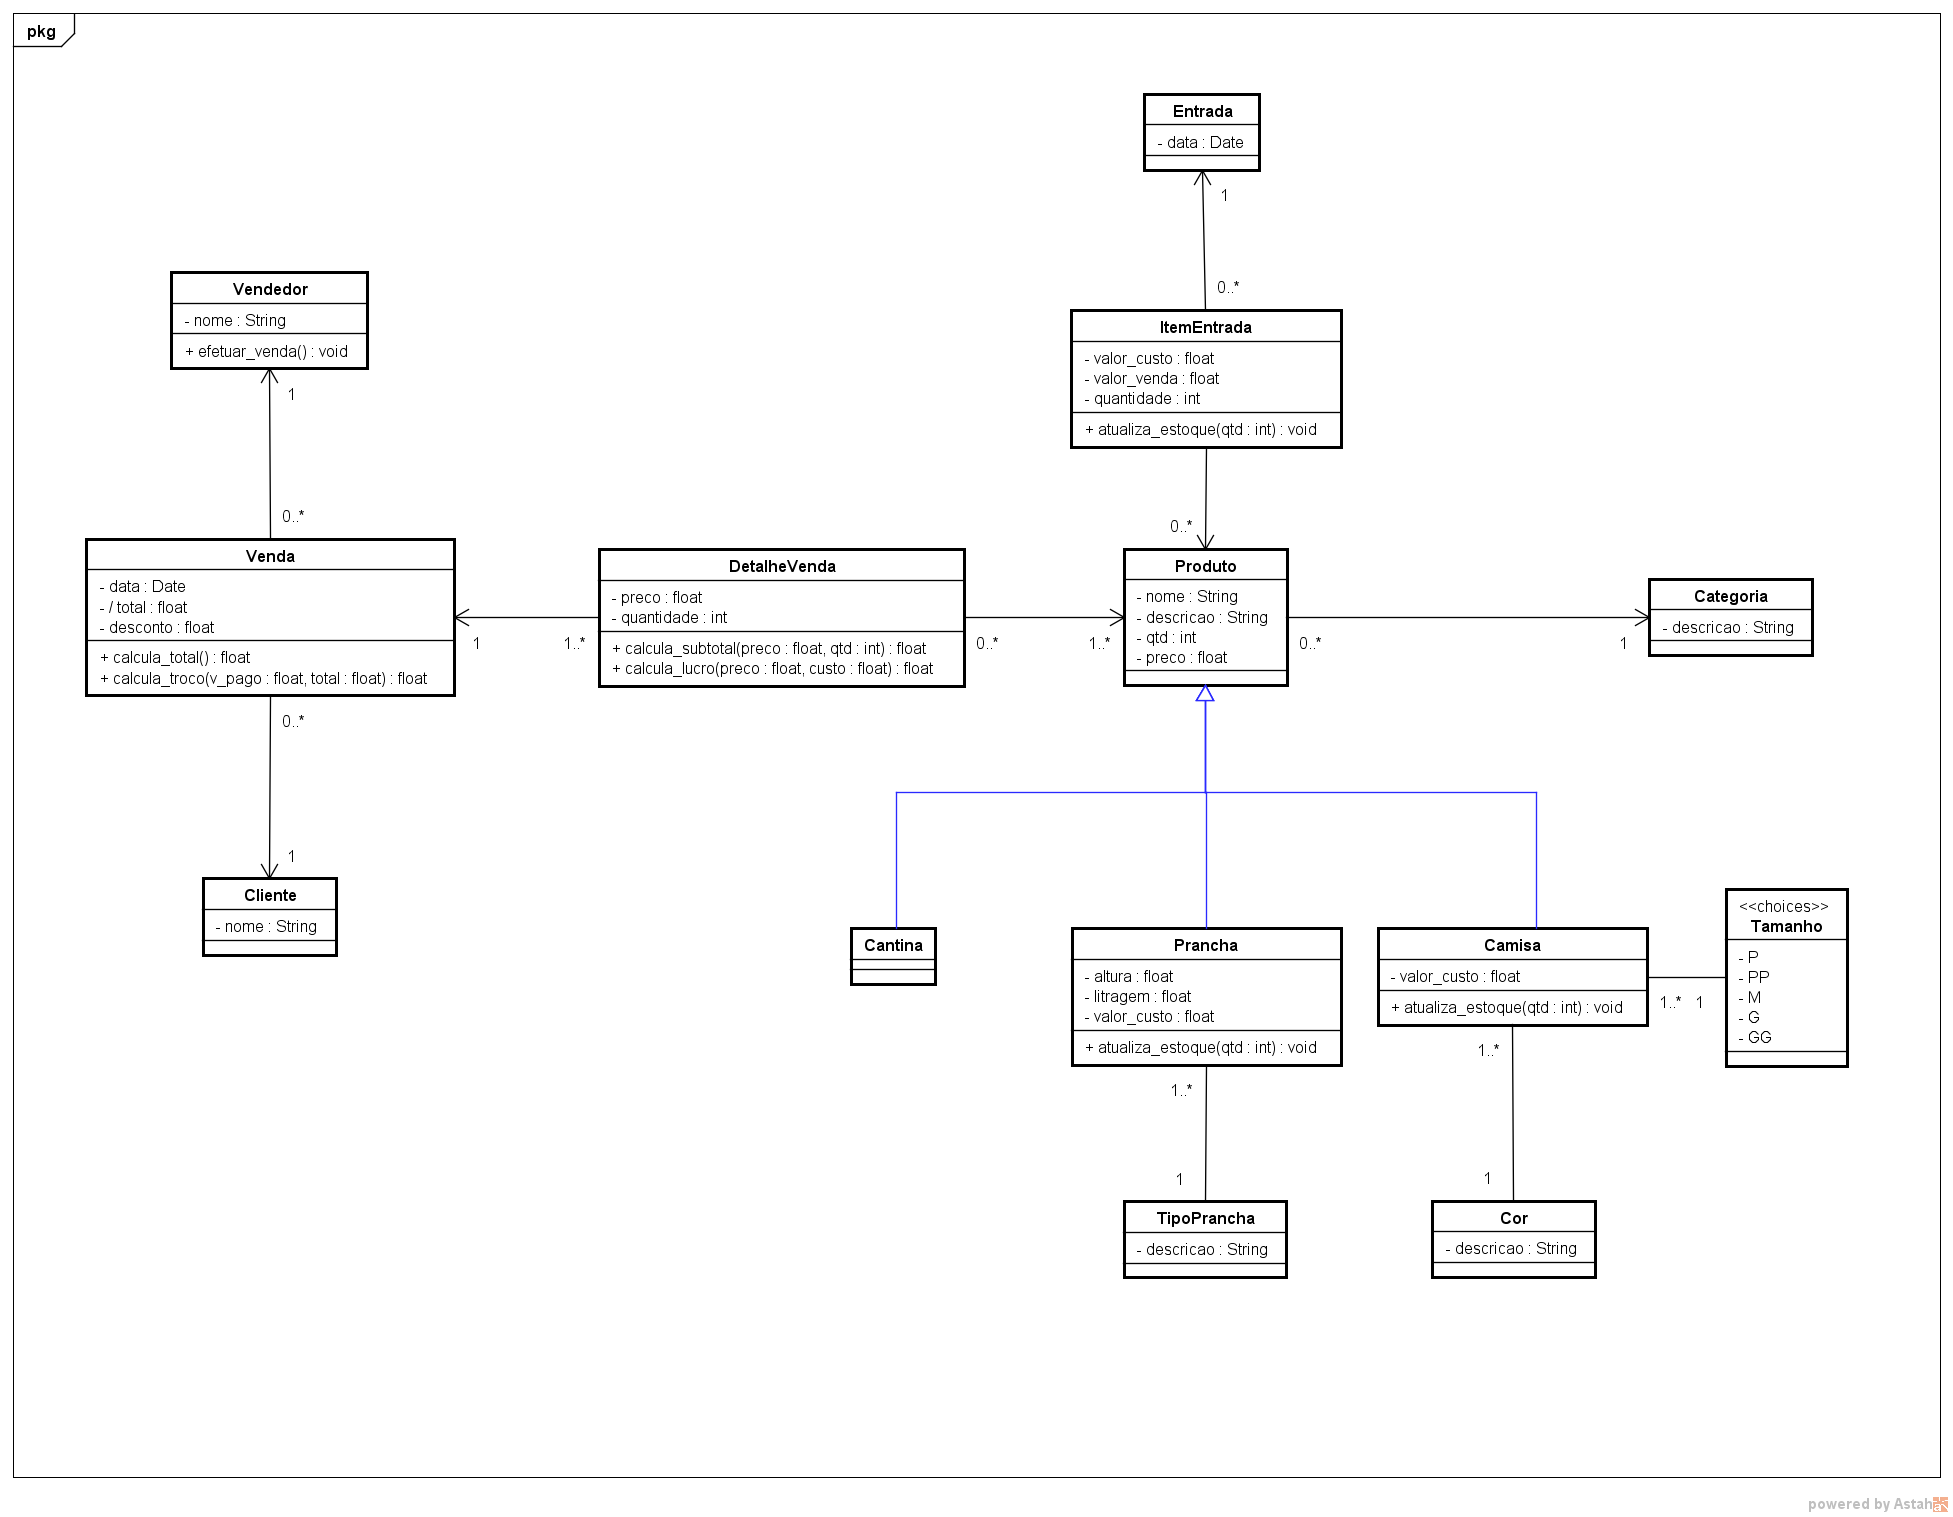 pkg
Entrada
- data : Date
1
0..*
ItemEntrada
- valor_custo : float
- valor_venda : float
- quantidade : int
+ atualiza_estoque(qtd : int) : void
0..*
Vendedor
- nome : String
+ efetuar_venda() : void
1
0..*
Venda
- data : Date
- / total : float
- desconto : float
+ calcula_total() : float
+ calcula_troco(v_pago : float, total : float) : float
1
1..*
DetalheVenda
- preco : float
- quantidade : int
+ calcula_subtotal(preco : float, qtd : int) : float
+ calcula_lucro(preco : float, custo : float) : float
0..*
1..*
Produto
- nome : String
- descricao : String
- qtd : int
- preco : float
0..*
1
Categoria
- descricao : String
0..*
1
Cliente
- nome : String
Cantina
Prancha
- altura : float
- litragem : float
- valor_custo : float
+ atualiza_estoque(qtd : int) : void
Camisa
- valor_custo : float
+ atualiza_estoque(qtd : int) : void
1..*
1
<<choices>>
Tamanho
- P
- PP
- M
- G
- GG
1..*
1
TipoPrancha
- descricao : String
1..*
1
Cor
- descricao : String
powered by Astah